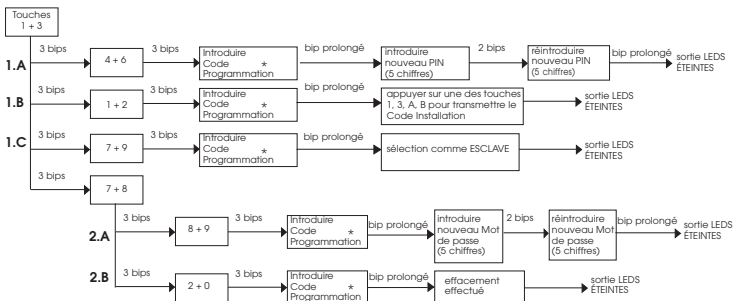 Touches
1 + 3
3 bips
4 + 6
3 bips
Introduire
Code *
Programmation
bip prolongé
introduire
nouveau PIN
(5 chiffres)
2 bips
réintroduire
nouveau PIN
(5 chiffres)
bip prolongé
sortie LEDS
ÉTEINTES
1.A
3 bips
1 + 2
3 bips
Introduire
Code *
Programmation
bip prolongé
appuyer sur une des touches
1, 3, A, B pour transmettre le
Code Installation
sortie LEDS
ÉTEINTES
1.B
3 bips
7 + 9
3 bips
Introduire
Code *
Programmation
bip prolongé
sélection comme ESCLAVE
sortie LEDS
ÉTEINTES
1.C
3 bips
7 + 8
3 bips
8 + 9
3 bips
Introduire
Code *
Programmation
bip prolongé
introduire
nouveau Mot
de passe
(5 chiffres)
2 bips
réintroduire
nouveau Mot
de passe
(5 chiffres)
bip prolongé
sortie LEDS
ÉTEINTES
2.A
3 bips
2 + 0
3 bips
Introduire
Code *
Programmation
bip prolongé
effacement
effectué
sortie LEDS
ÉTEINTES
2.B